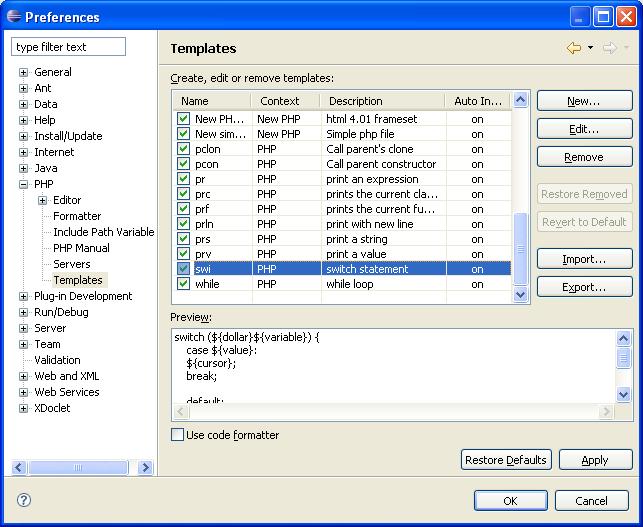 Preferences
type filter text
General
Ant
Data
Help
Install/Update
Internet
Java
PHP
Editor
Formatter
Include Path Variable
PHP Manual
Servers
Templates
Plug-in Development
Run/Debug
Server
Team
Validation
Web and XML
Web Services
XDoclet
Templates
Create, edit or remove templates:
Name Context Description Auto In...
New PH... New PHP html 4.01 frameset on
New sim... New PHP Simple php file on
pclon PHP Call parent's clone on
pcon PHP Call parent constructor on
pr PHP print an expression on
prc PHP prints the current cla... on
prf PHP prints the current fu... on
prln PHP print with new line on
prs PHP print a string on
prv PHP print a value on
swi PHP switch statement on
while PHP while loop on
New...
Edit...
Remove
Restore Removed
Revert to Default
Import...
Export...
Preview:
switch (${dollar}${variable}) {
case ${value}:
${cursor};
break;
default:
Use code formatter
Restore Defaults Apply
? OK Cancel